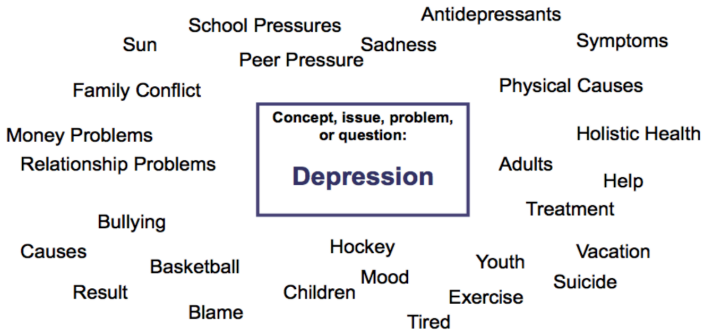 Antidepressants
School Pressures
Sun
Sadness
Symptoms
Peer Pressure
Family Conflict
Physical Causes
Concept, issue, problem,
or question:
Depression
Money Problems
Holistic Health
Relationship Problems
Adults
Help
Treatment
Bullying
Causes
Hockey
Vacation
Basketball
Youth
Mood
Suicide
Result
Children
Exercise
Blame
Tired